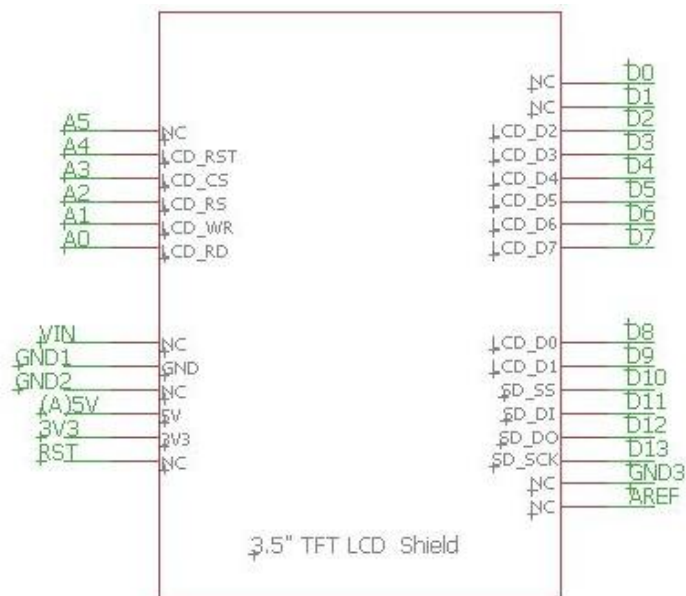 D0
NC
D1
NC
D2
LCD_D2
D3
LCD_D3
D4
LCD_D4
D5
LCD_D5
D6
LCD_D6
D7
LCD_D7
A5
NC
A4
LCD_RST
A3
LCD_CS
A2
LCD_RS
A1
LCD_WR
A0
LCD_RD
VIN
NC
GND1
GND
GND2
NC
(A)5V
5V
3V3
3V3
RST
NC
D8
LCD_D0
D9
LCD_D1
D10
SD_SS
D11
SD_DI
D12
SD_DO
D13
SD_SCK
GND3
NC
AREF
NC
3.5" TFT LCD Shield